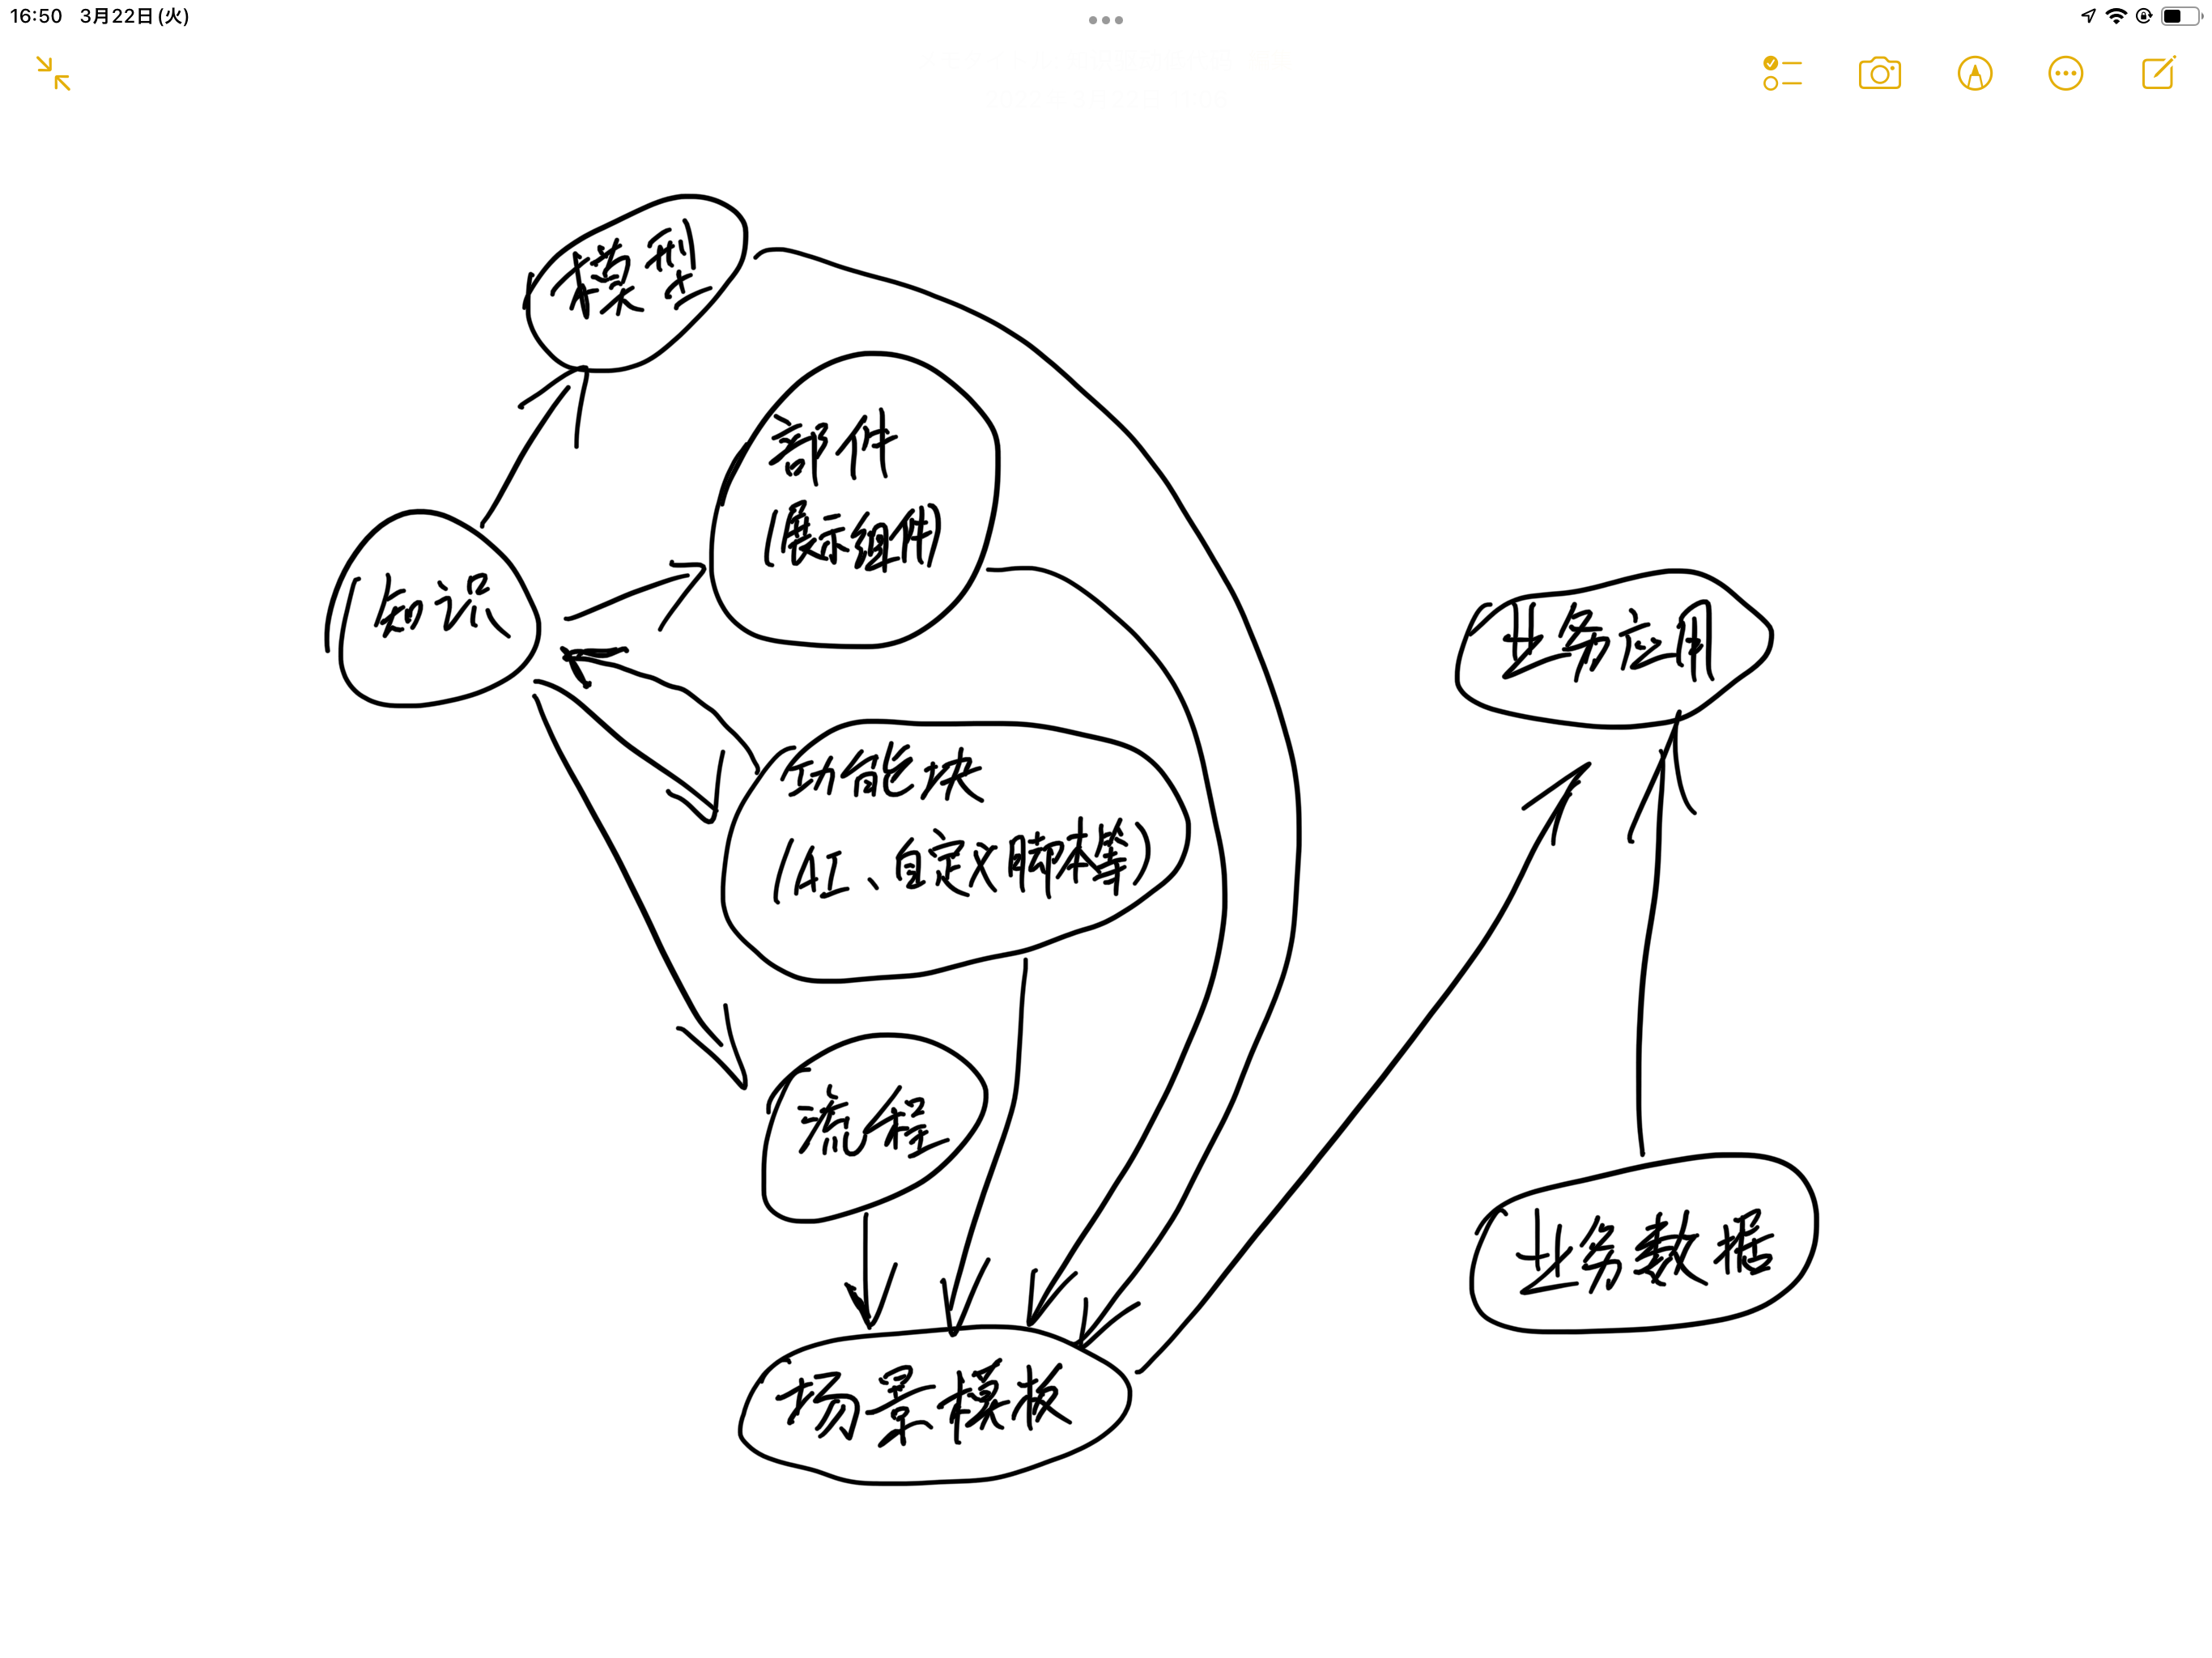 16:50 3月22日(火)
模型
部件
(展示组件)
知识
业务应用
功能块
(AI、自定义脚本等)
流程
业务数据
场景模板